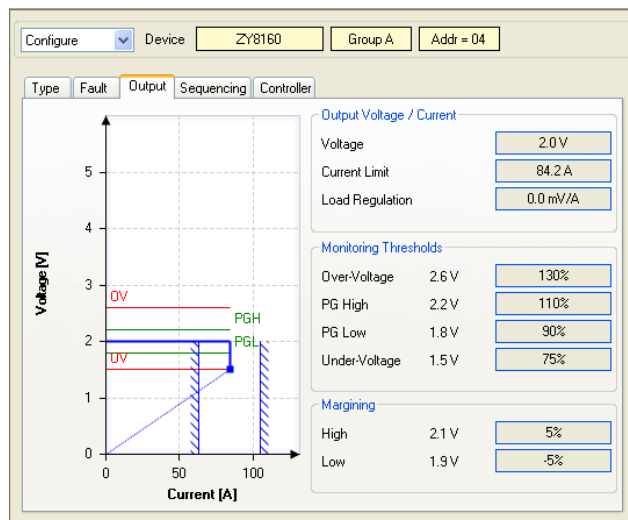 Configure Device ZY8160 Group A Addr = 04
Type Fault Output Sequencing Controller
Voltage [V]
5
4
3
2
1
0
OV
PGH
PGL
UV
0 50 100
Current [A]
Output Voltage / Current
Voltage 2.0 V
Current Limit 84.2 A
Load Regulation 0.0 mV/A
Monitoring Thresholds
Over-Voltage 2.6 V 130%
PG High 2.2 V 110%
PG Low 1.8 V 90%
Under-Voltage 1.5 V 75%
Margining
High 2.1 V 5%
Low 1.9 V -5%